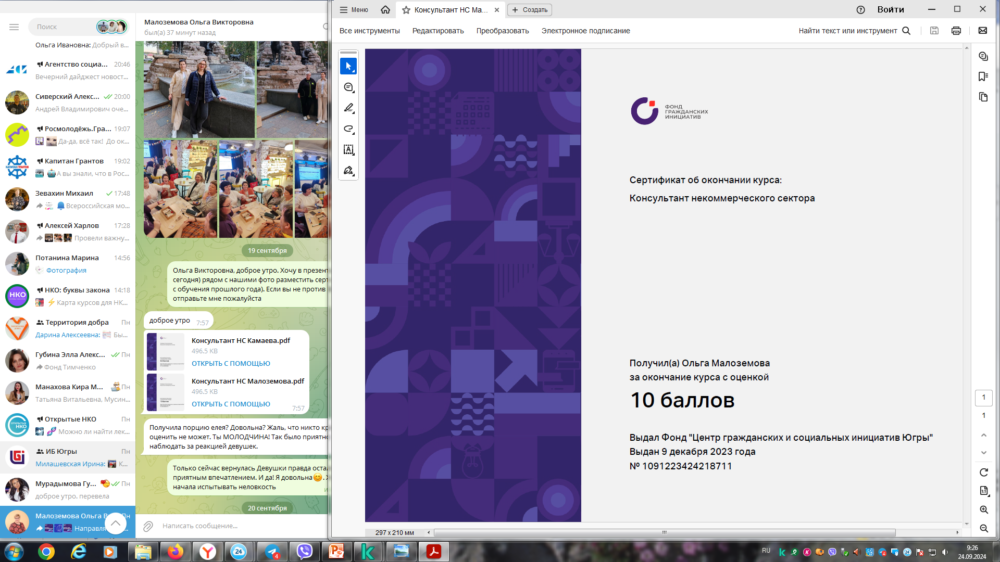 Поиск
Ольга Ивановна: Добрый в...
Агентство социа... 20:46
Вечерний дайджест новост...
Сиверский Алекс... 20:00
Андрей Владимирович оче...
Росмолодёжь.Гра... 19:07
Да-да, всё так! До ок...
Капитан Грантов 19:02
А вы знали, что в Рос...
Зевахин Михаил 17:48
Всероссийская мо...
Алексей Харлов 17:28
Провели важну...
Потанина Марина 14:56
Фотография
НКО: буквы закона 14:18
Карта курсов для НК...
Территория добра Пн
Дарина Алексеевна: Бы...
Губина Элла Алекс... Пн
Фонд Тимченко
Манахова Кира М... Пн
Татьяна Витальевна, Мусин...
Открытые НКО Пн
Можно ли найти лек...
ИБ Югры Пн
Милашевская Ирина: К...
Мурадымова Гу... Пн
доброе утро. перевела
Малоземова Ольга В Пн
Направля
КАПИТАН ГРАНТОВ
НКО
Малоземова Ольга Викторовна
был(а) 37 минут назад
19 сентября
Ольга Викторовна, доброе утро. Хочу в презент
сегодня) рядом с нашими фото разместить серт
с обучения прошлого года). Если вы не против
отправьте мне пожалуйста
доброе утро 7:57
Консультант НС Камаева.pdf
496.5 KB
ОТКРЫТЬ С ПОМОЩЬЮ
Консультант НС Малоземова.pdf
496.5 KB
ОТКРЫТЬ С ПОМОЩЬЮ
7:57
Получила порцию елея? Довольна? Жаль, что никто кр
оценить не может. Ты МОЛОДЧИНА! Так было приятно
наблюдать за реакцией девушек.
Только сейчас вернулась Девушки правда остал
приятным впечатлением. И да! Я довольна😊.
начала испытывать неловкость
20 сентября
Написать сообщение...
Меню
Консультант НС Ма...
Создать
Войти
Все инструменты Редактировать Преобразовать Электронное подписание
Найти текст или инструмент
ФОНД
ГРАЖДАНСКИХ
ИНИЦИАТИВ
Сертификат об окончании курса:
Консультант некоммерческого сектора
Получил(а) Ольга Малоземова
за окончание курса с оценкой
10 баллов
Выдал Фонд "Центр гражданских и социальных инициатив Югры"
Выдан 9 декабря 2023 года
№ 1091223424218711
1
1
297 x 210 мм
24
4
RU
9:26
24.09.2024